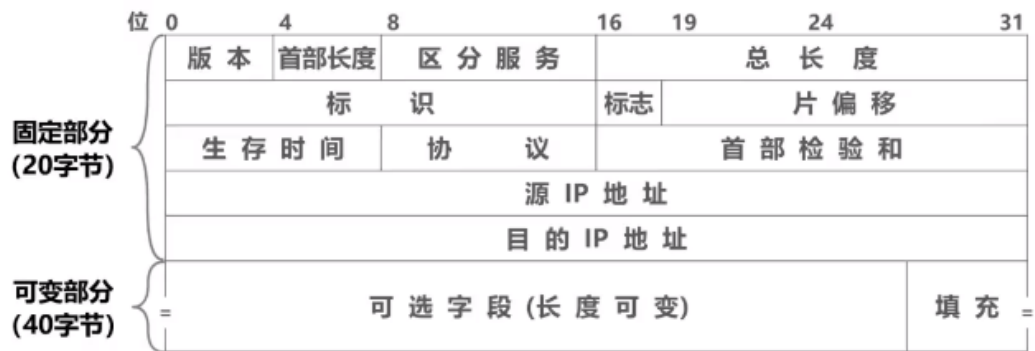 位 0 4 8 16 19 24 31
版本 首部长度 区分服务 总长度
标识 标志 片偏移
固定部分
(20字节)
生存时间 协议 首部检验和
源 IP 地址
目的 IP 地址
可变部分
(40字节)
= 可选字段 (长度可变) 填充 =